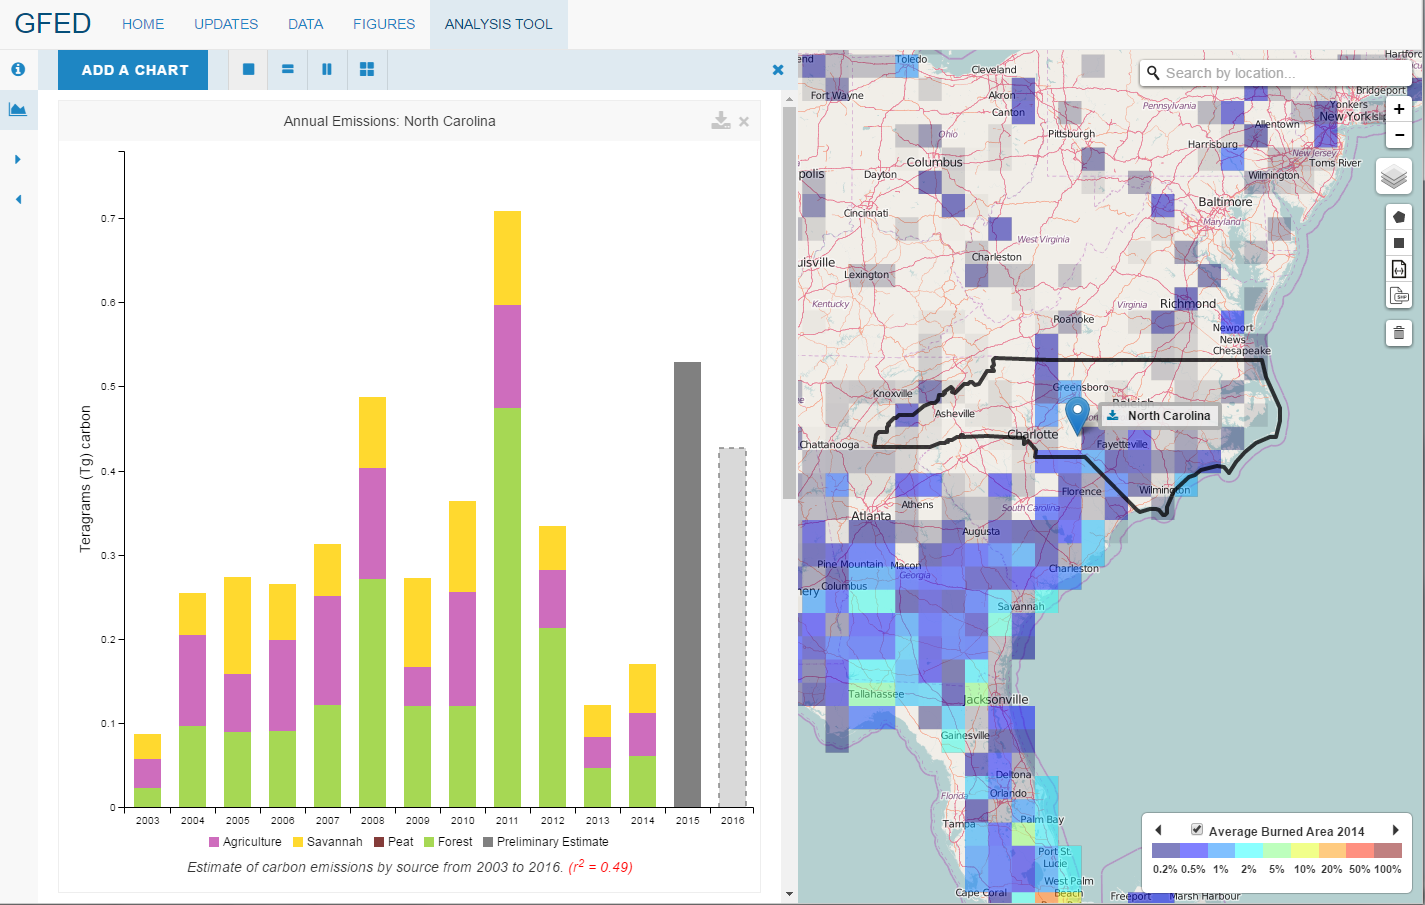 GFED HOME UPDATES DATA FIGURES ANALYSIS TOOL
ADD A CHART
Annual Emissions: North Carolina
Teragrams (Tg) carbon
0.7
0.6
0.5
0.4
0.3
0.2
0.1
0
2003 2004 2005 2006 2007 2008 2009 2010 2011 2012 2013 2014 2015 2016
Agriculture Savannah Peat Forest Preliminary Estimate
Estimate of carbon emissions by source from 2003 to 2016. (r2 = 0.49)
Search by location...
+
−
Toledo
Cleveland
Fort Wayne
Akron
Canton
Pennsylvania
Bridgeport
Yonkers
New York
Allentown
Ohio
Pittsburgh
Harrisburg
New Jersey
Toms River
Columbus
Dayton
Wilmington
Baltimore
Cincinnati
Maryland
West Virginia
Charleston
Lexington
Kentucky
Virginia
Richmond
Roanoke
Newport
News
Chesapeake
Greensboro
Knoxville
Asheville
North Carolina
Charlotte
Chattanooga
Fayetteville
Florence
Wilmington
Athens
South Carolina
Atlanta
Augusta
Pine Mountain
Macon
Georgia
Charleston
Columbus
Savannah
Tallahassee
Jacksonville
Gainesville
Deltona
Florida
Orlando
Tampa
Palm Bay
Port St.
Lucie
West Palm
Beach
Cape Coral
Freeport
Marsh Harbour
Average Burned Area 2014
0.2% 0.5% 1% 2% 5% 10% 20% 50% 100%